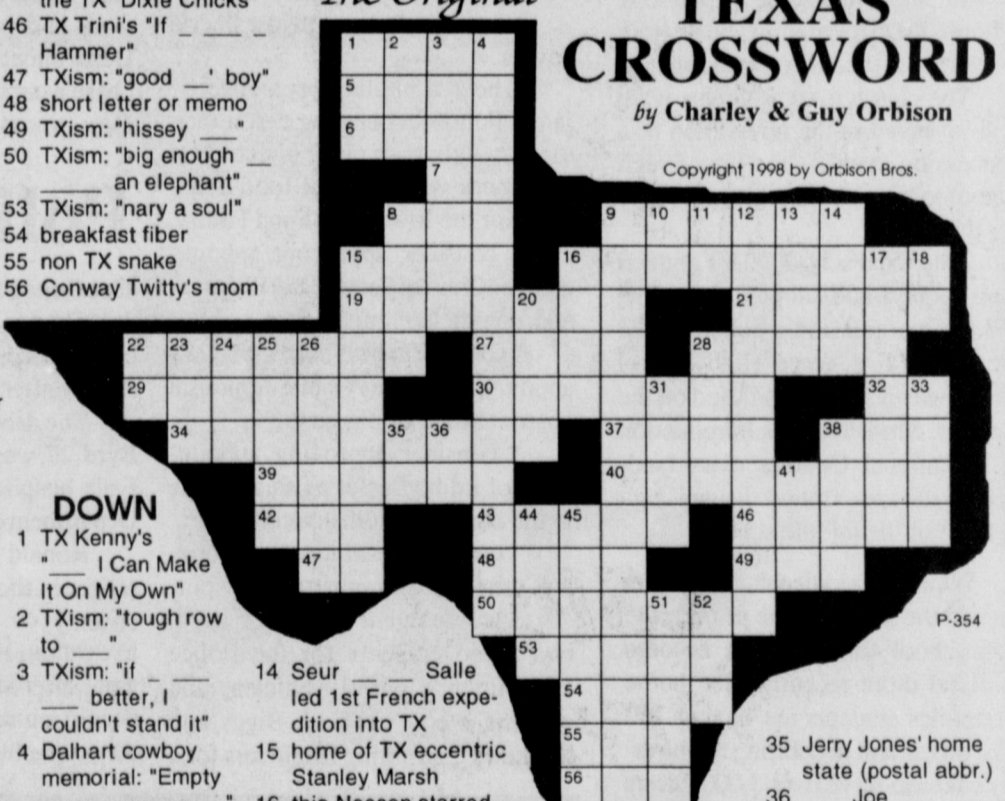 the TX "Dixie Chicks"
46 TX Trini's "If ___
Hammer"
47 TXism: "good ___' boy"
48 short letter or memo
49 TXism: "hissey ___"
50 TXism: "big enough ___
an elephant"
53 TXism: "nary a soul"
54 breakfast fiber
55 non TX snake
56 Conway Twitty's mom
The Original
TEXAS
CROSSWORD
by Charley & Guy Orbison
Copyright 1998 by Orbison Bros.
1 2 3 4
5
6
7
8 9 10 11 12 13 14
15 16 17 18
19 20 21
22 23 24 25 26 27 28
29 30 31 32 33
34 35 36 37 38
39 40 41
42 43 44 45 46
47 48 49
50 51 52
53
54
55
56
P-354
DOWN
1 TX Kenny's
"___ I Can Make
It On My Own"
2 TXism: "tough row
to ___"
3 TXism: "if ___ ___
___ better, I
couldn't stand it"
4 Dalhart cowboy
memorial: "Empty
14 Seur ___ Salle
led 1st French expe-
dition into TX
15 home of TX eccentric
Stanley Marsh
16 this Neeson starred
35 Jerry Jones' home
state (postal abbr.)
36 ___ Joe